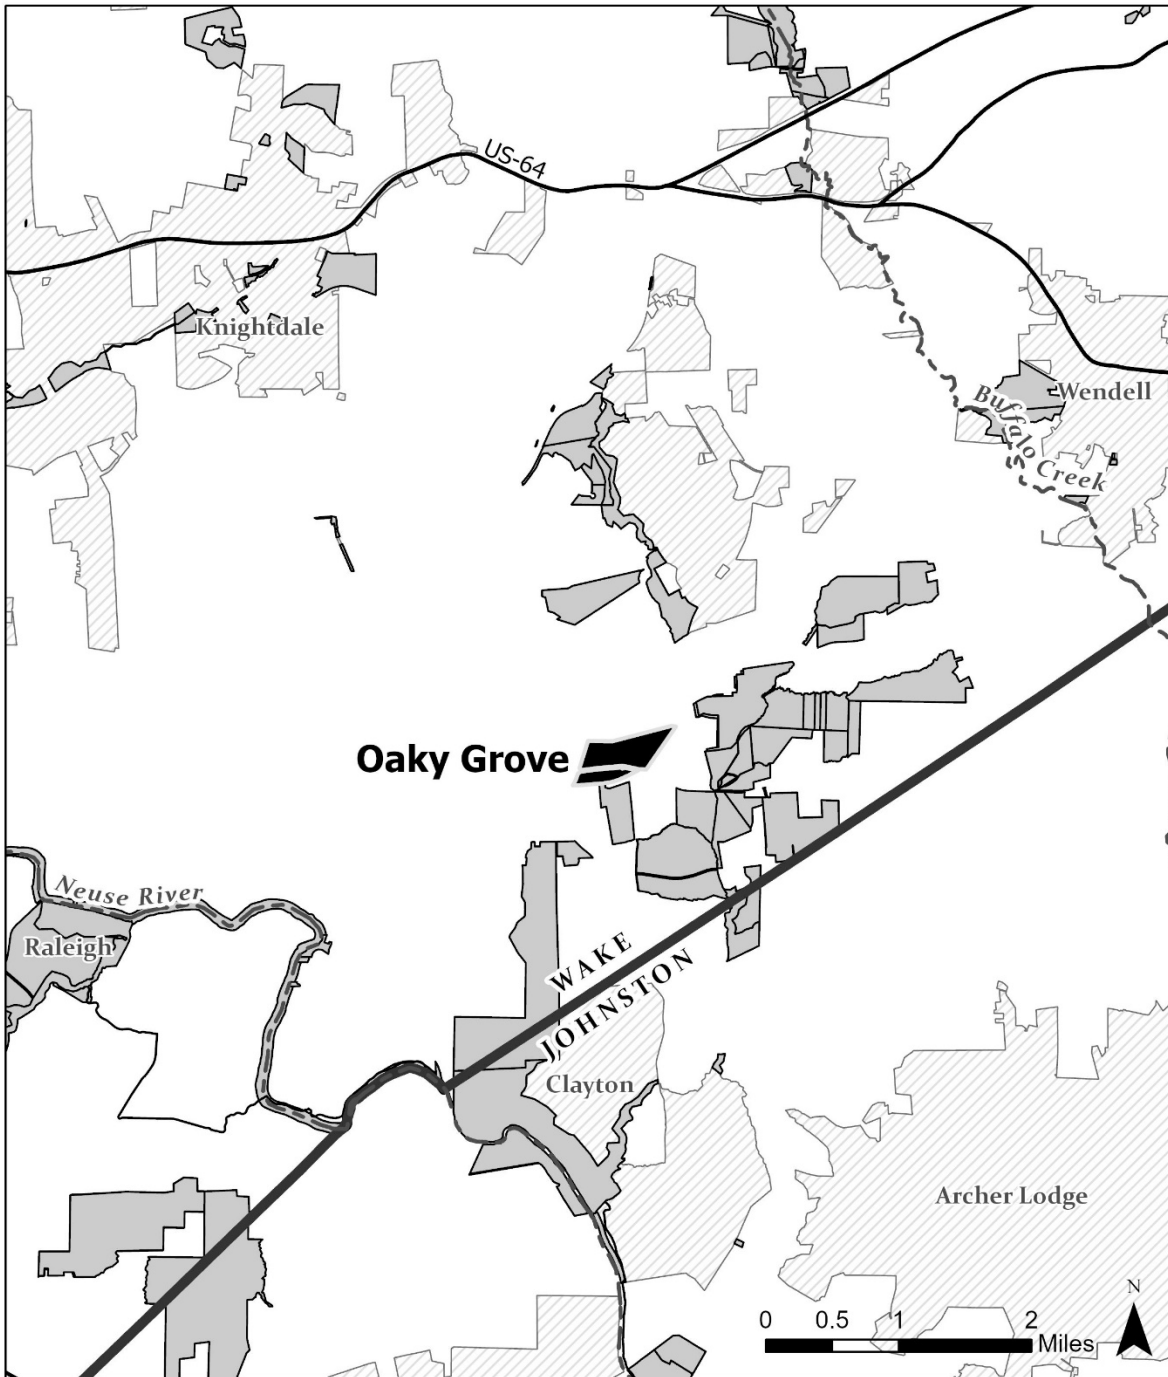 US-64
Knightdale
Wendell
Buffalo Creek
Oaky Grove
Neuse River
Raleigh
WAKE
JOHNSTON
Clayton
Archer Lodge
N
0 0.5 1 2
Miles